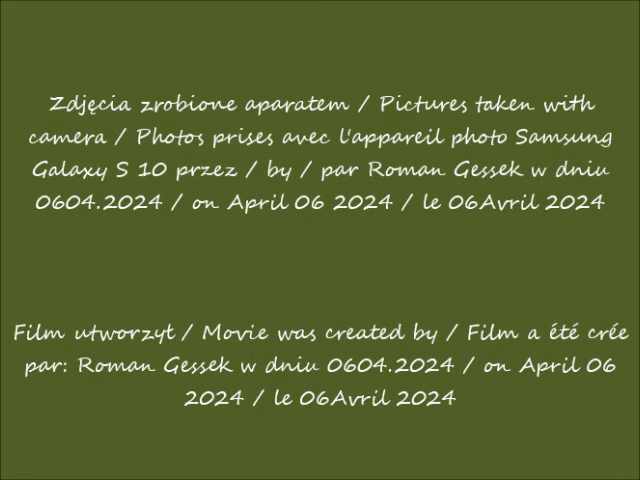 Zdjęcia zrobione aparatem / Pictures taken with
camera / Photos prises avec l'appareil photo Samsung
Galaxy S 10 przez / by / par Roman Gessek w dniu
0604.2024 / on April 06 2024 / le 06Avril 2024
Film utworzył / Movie was created by / Film a été crée
par: Roman Gessek w dniu 0604.2024 / on April 06
2024 / le 06Avril 2024